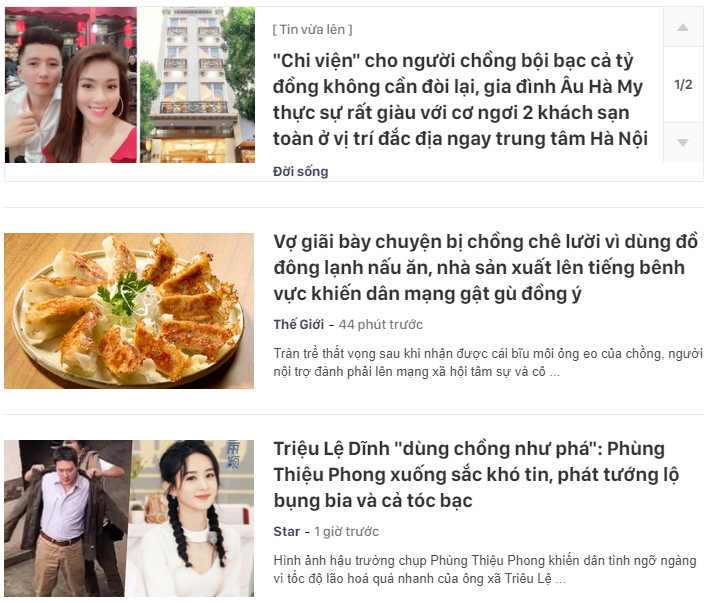 [ Tin vừa lên ]
"Chi viện" cho người chồng bội bạc cả tỷ
đồng không cần đòi lại, gia đình Âu Hà My
thực sự rất giàu với cơ ngơi 2 khách sạn
toàn ở vị trí đắc địa ngay trung tâm Hà Nội
1/2
Đời sống
Vợ giãi bày chuyện bị chồng chê lười vì dùng đồ
đông lạnh nấu ăn, nhà sản xuất lên tiếng bênh
vực khiến dân mạng gật gù đồng ý
Thế Giới - 44 phút trước
Tràn trề thất vọng sau khi nhận được cái bĩu môi ỏng eo của chồng, người
nội trợ đành phải lên mạng xã hội tâm sự và cô ...
丽颖
Triệu Lệ Dĩnh "dùng chồng như phá": Phùng
Thiệu Phong xuống sắc khó tin, phát tướng lộ
bụng bia và cả tóc bạc
Star - 1 giờ trước
Hình ảnh hậu trường chụp Phùng Thiệu Phong khiến dân tình ngỡ ngàng
vì tốc độ lão hoá quá nhanh của ông xã Triệu Lệ ...